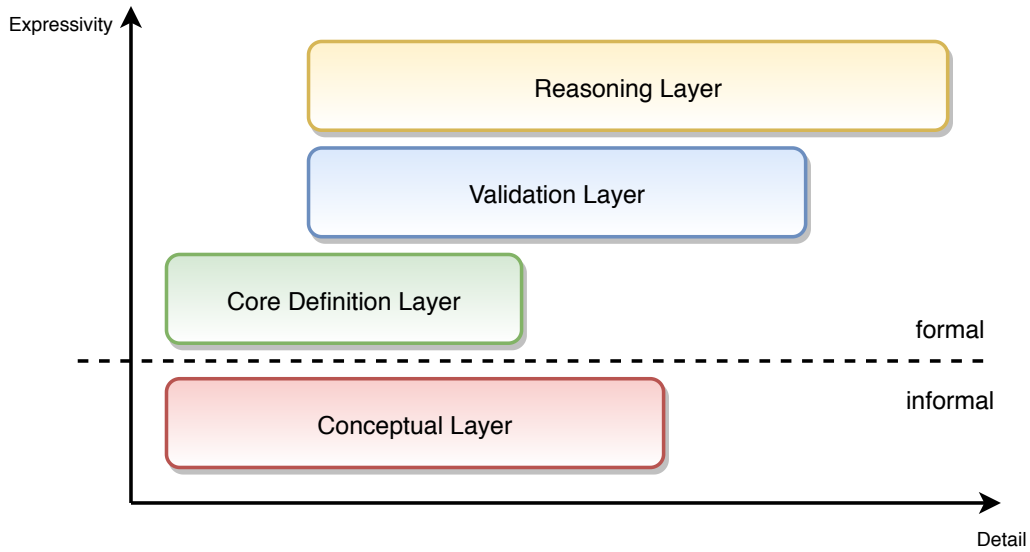 Expressivity
Reasoning Layer
Validation Layer
Core Definition Layer
formal
informal
Conceptual Layer
Detail